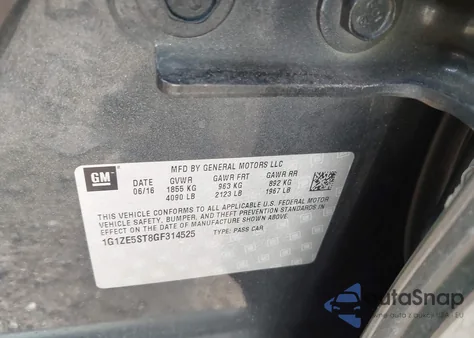 GM
MFD BY GENERAL MOTORS LLC
DATE GVWR GAWR FRT GAWR RR
06/16 1855 KG 963 KG 892 KG
4090 LB 2123 LB 1967 LB
THIS VEHICLE CONFORMS TO ALL APPLICABLE U.S. FEDERAL MOTOR
VEHICLE SAFETY, BUMPER, AND THEFT PREVENTION STANDARDS IN
EFFECT ON THE DATE OF MANUFACTURE SHOWN ABOVE.
1G1ZE5ST8GF314525 TYPE: PASS CAR
AutaSnap